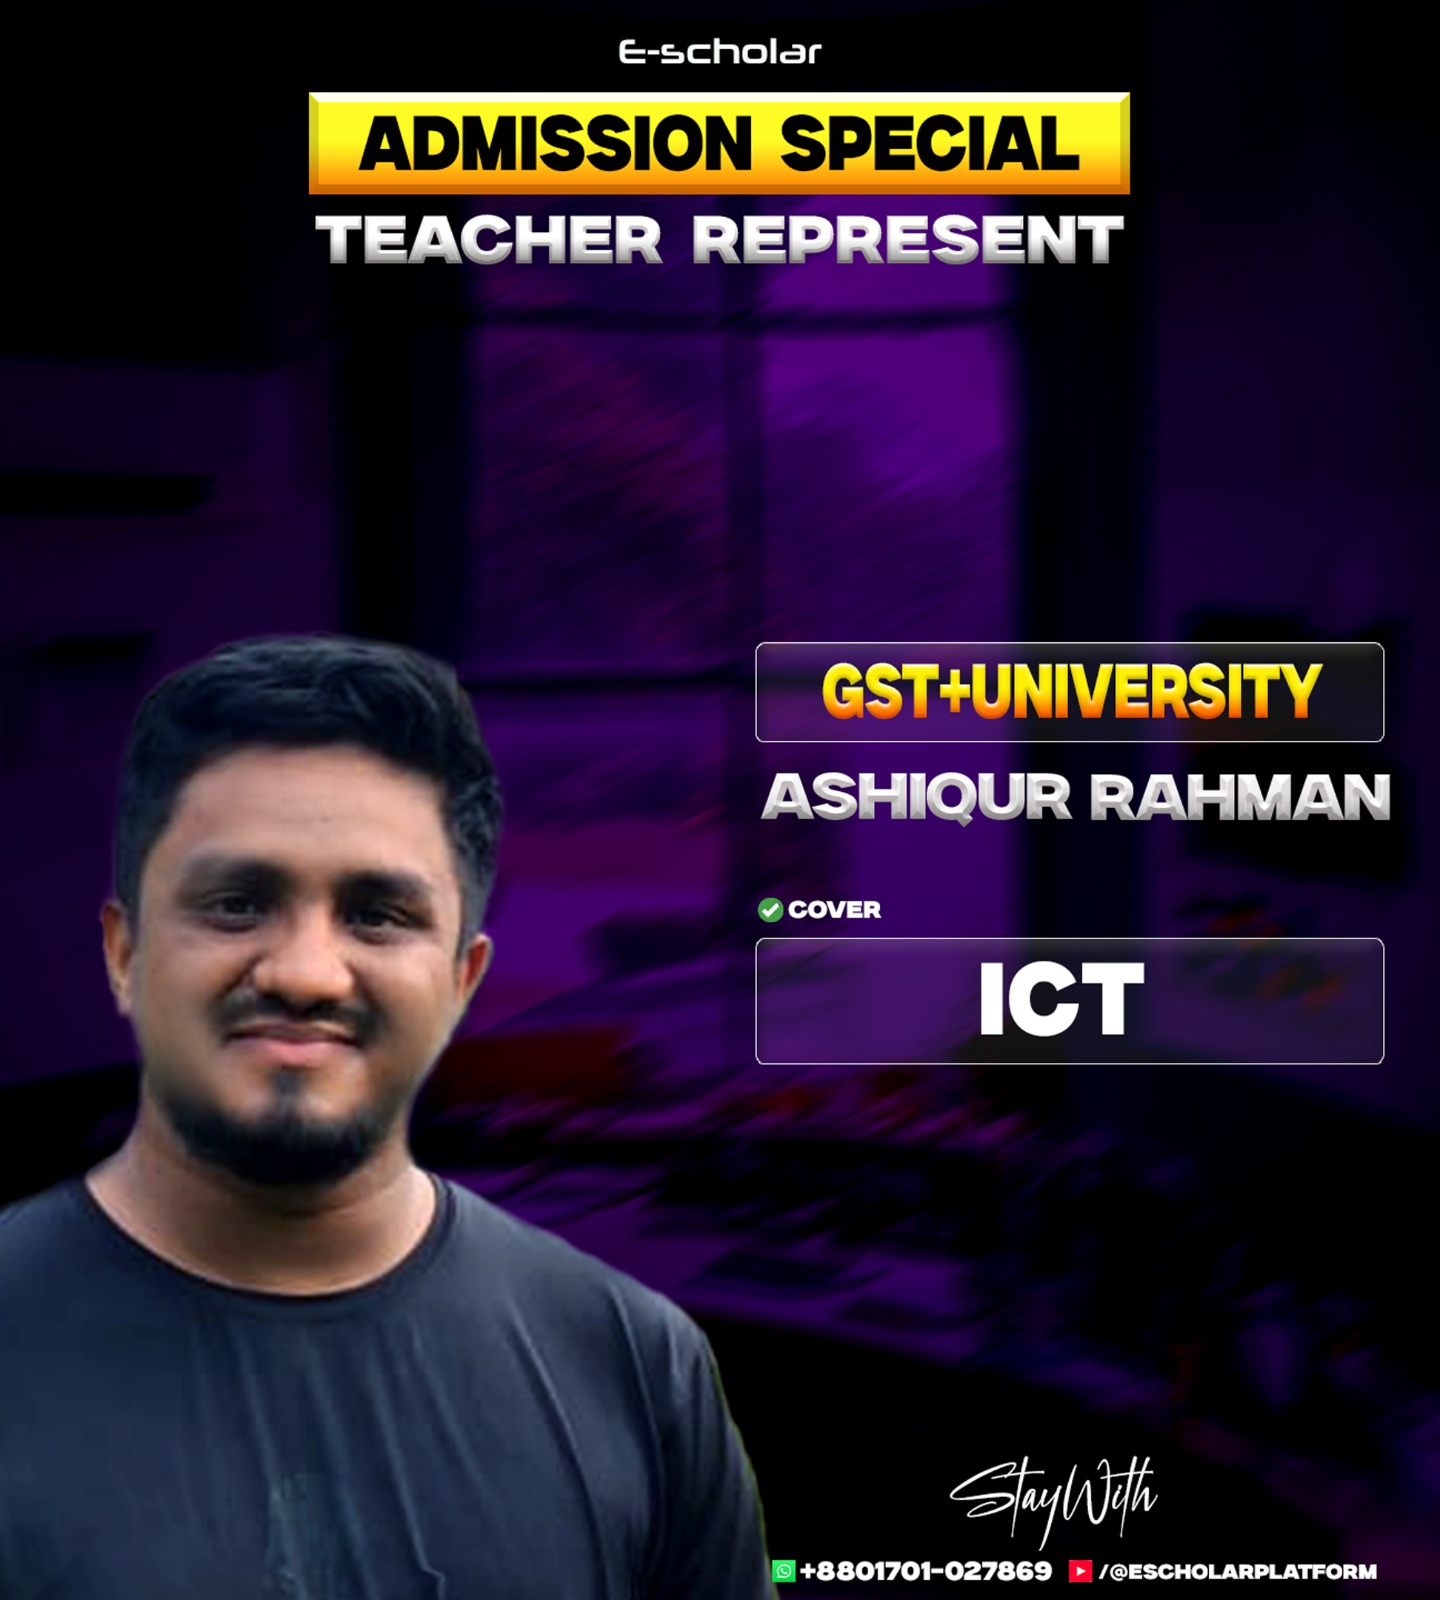 E-scholar
ADMISSION SPECIAL
TEACHER REPRESENT
GST+UNIVERSITY
ASHIQUR RAHMAN
COVER
ICT
StayWith
+8801701-027869 /@ESCHOLARPLATFORM